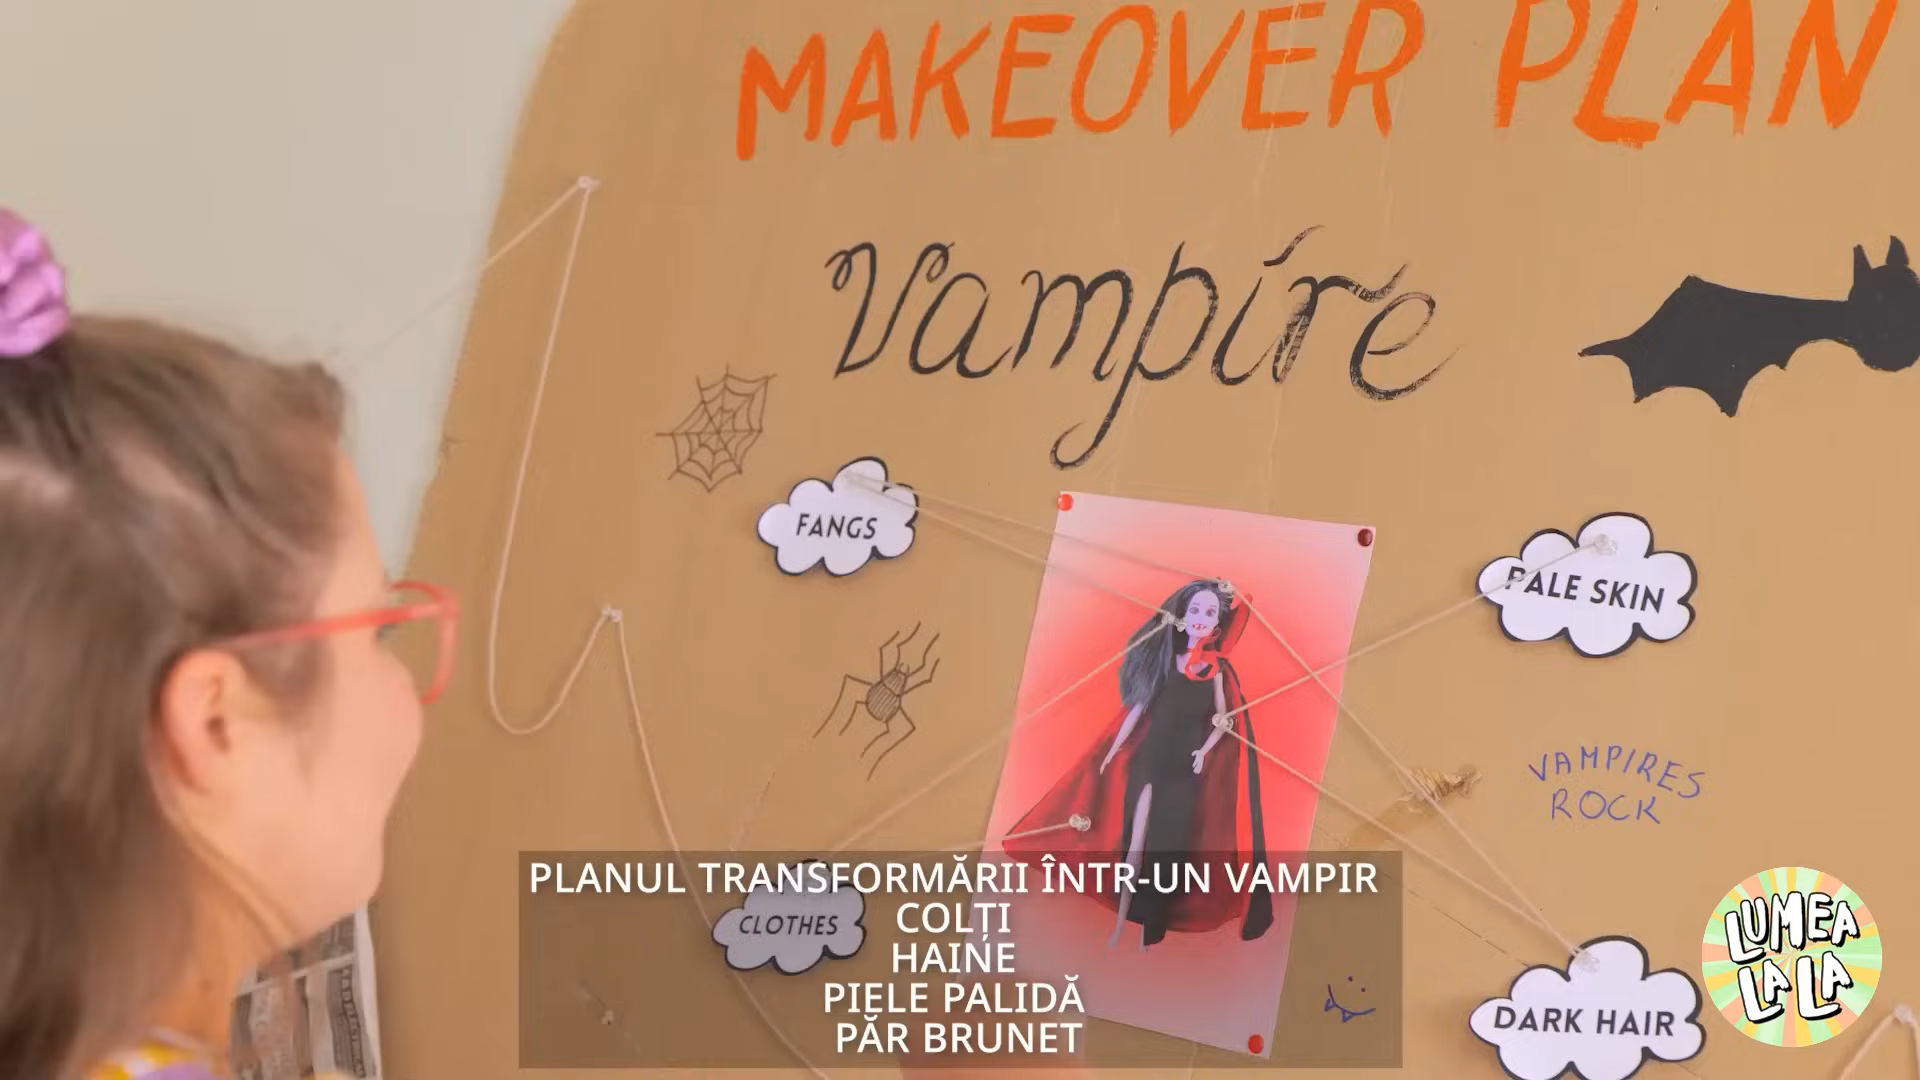 MAKEOVER PLAN
Vampire
FANGS
PALE SKIN
VAMPIRES
ROCK
CLOTHES
DARK HAIR
PLANUL TRANSFORMĂRII ÎNTR-UN VAMPIR
COLȚI
HAINE
PIELE PALIDĂ
PĂR BRUNET
LUMEA
LA LA